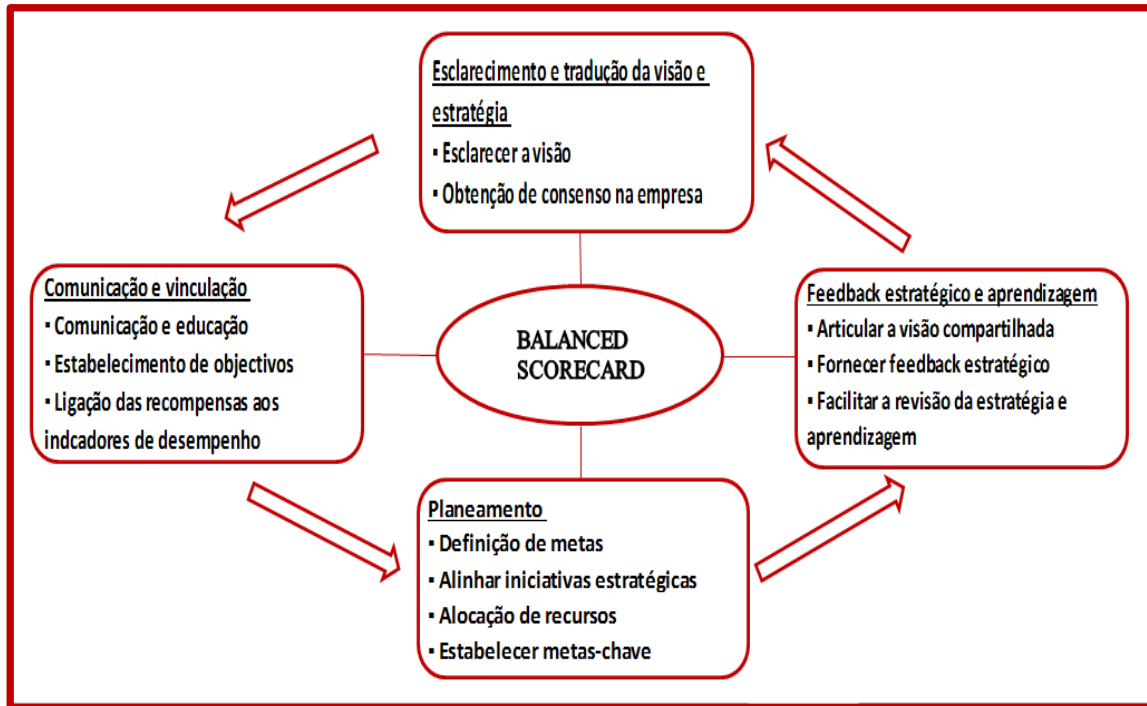 Esclarecimento e tradução da visão e
estratégia
▪ Esclarecer a visão
▪ Obtenção de consenso na empresa
Comunicação e vinculação
▪ Comunicação e educação
▪ Estabelecimento de objectivos
▪ Ligação das recompensas aos
indcadores de desempenho
BALANCED
SCORECARD
Feedback estratégico e aprendizagem
▪ Articular a visão compartilhada
▪ Fornecer feedback estratégico
▪ Facilitar a revisão da estratégia e
aprendizagem
Planeamento
▪ Definição de metas
▪ Alinhar iniciativas estratégicas
▪ Alocação de recursos
▪ Estabelecer metas-chave